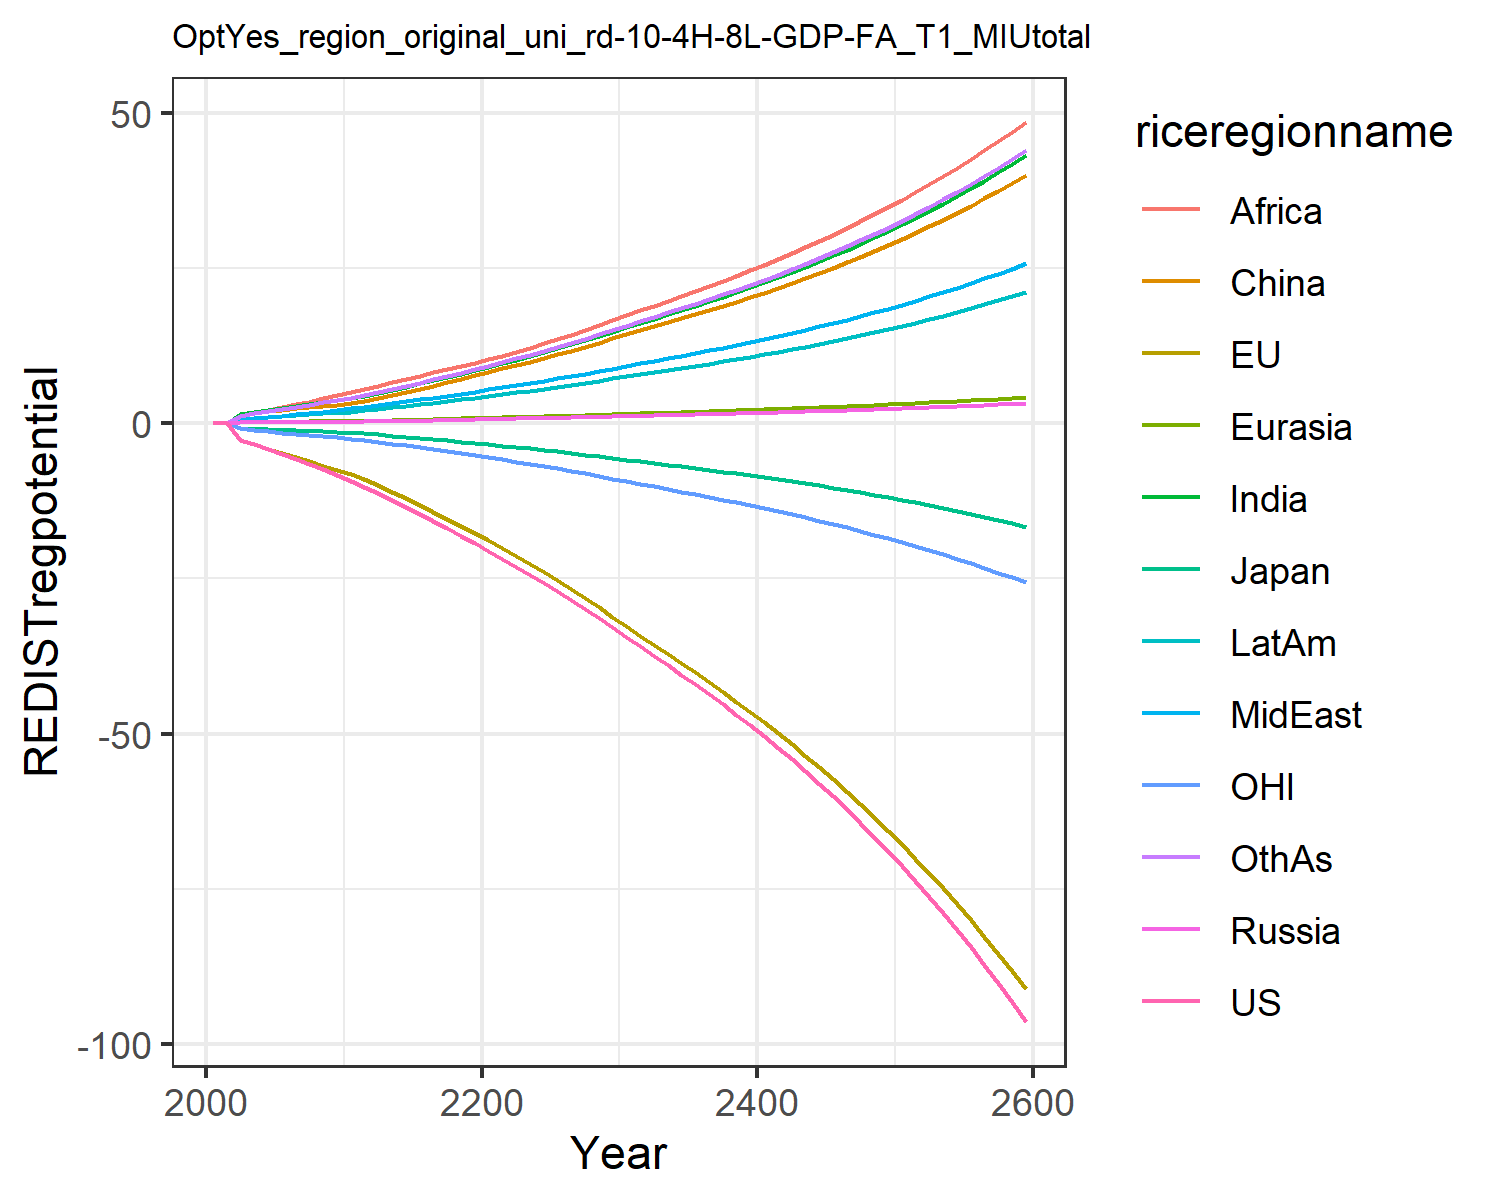 OptYes_region_original_uni_rd-10-4H-8L-GDP-FA_T1_MIUtotal
REDISTregpotential
50
0
-50
-100
2000 2200 2400 2600
Year
riceregionname
Africa
China
EU
Eurasia
India
Japan
LatAm
MidEast
OHI
OthAs
Russia
US